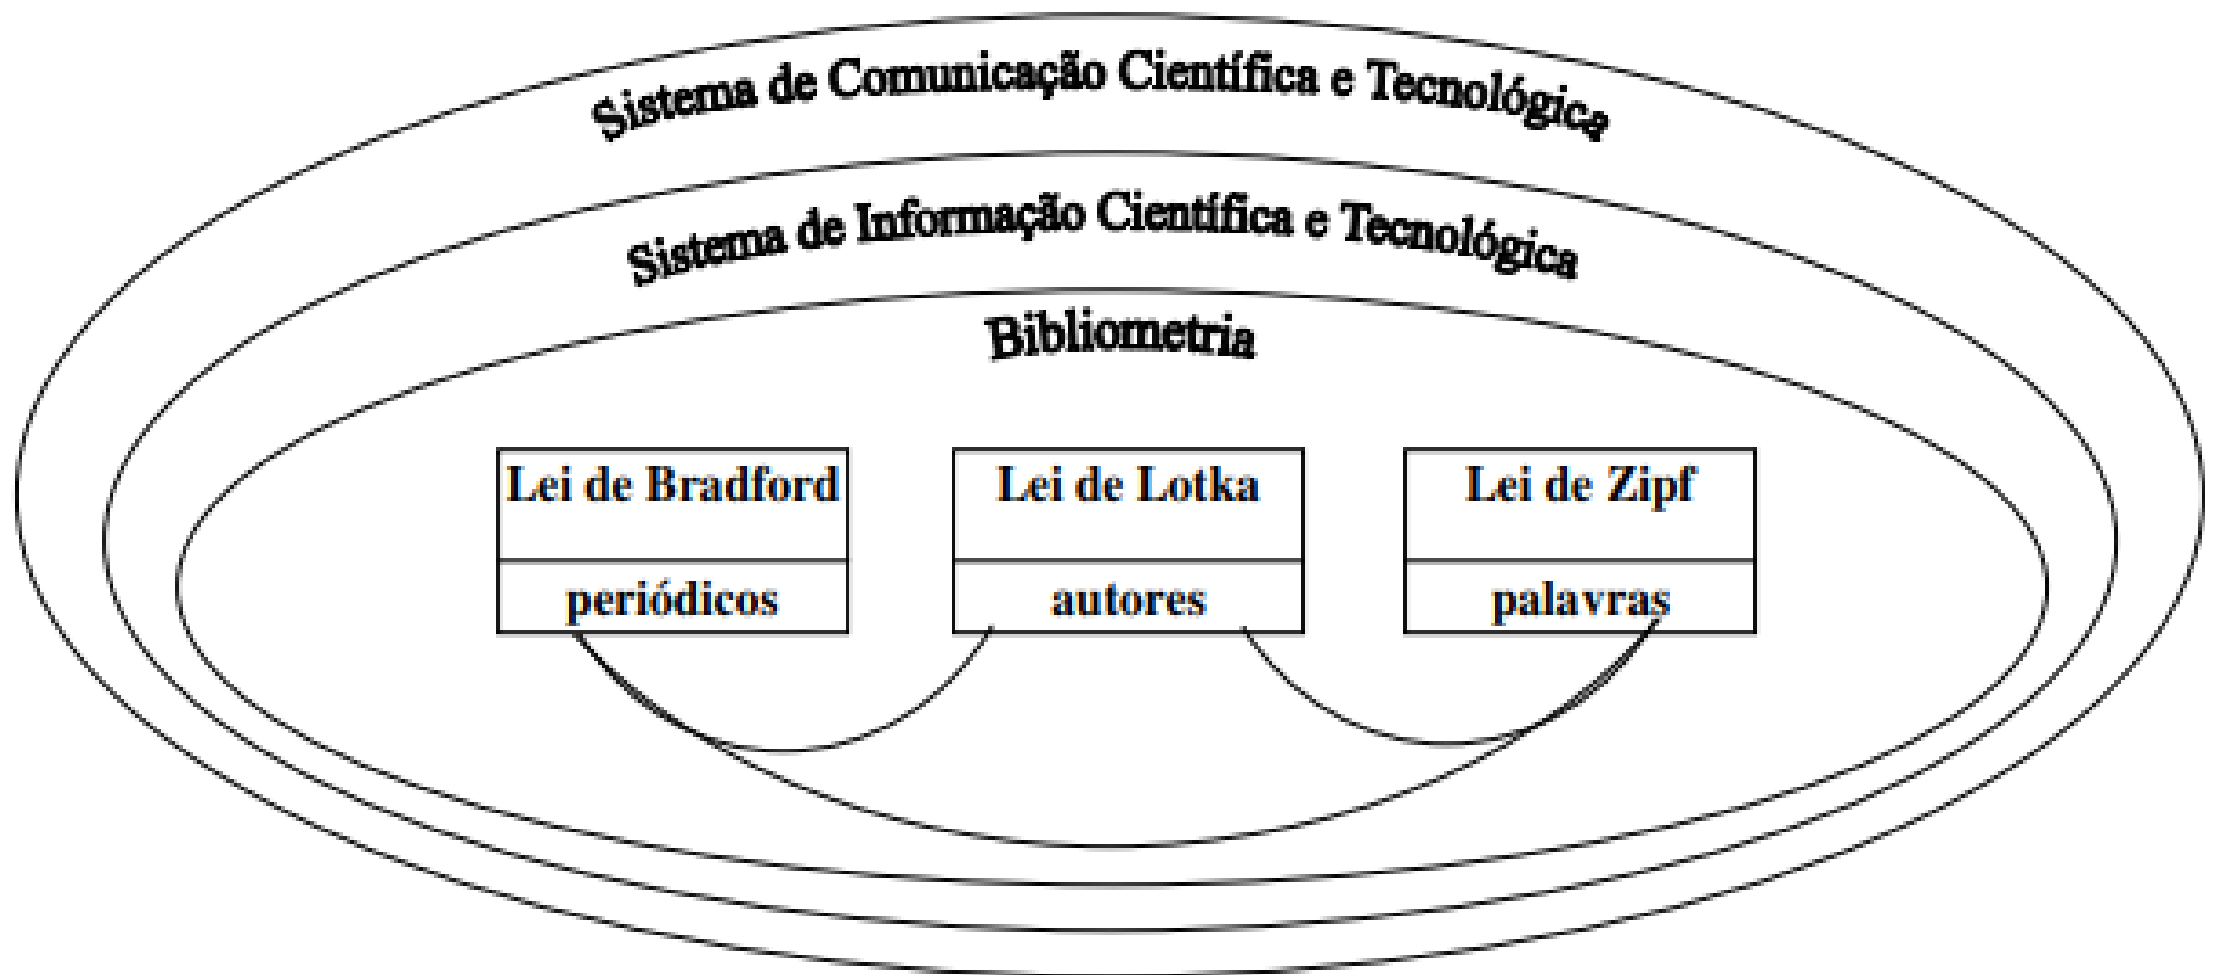 Sistema de Comunicação Científica e Tecnológica
Sistema de Informação Científica e Tecnológica
Bibliometria
Lei de Bradford
periódicos
Lei de Lotka
autores
Lei de Zipf
palavras